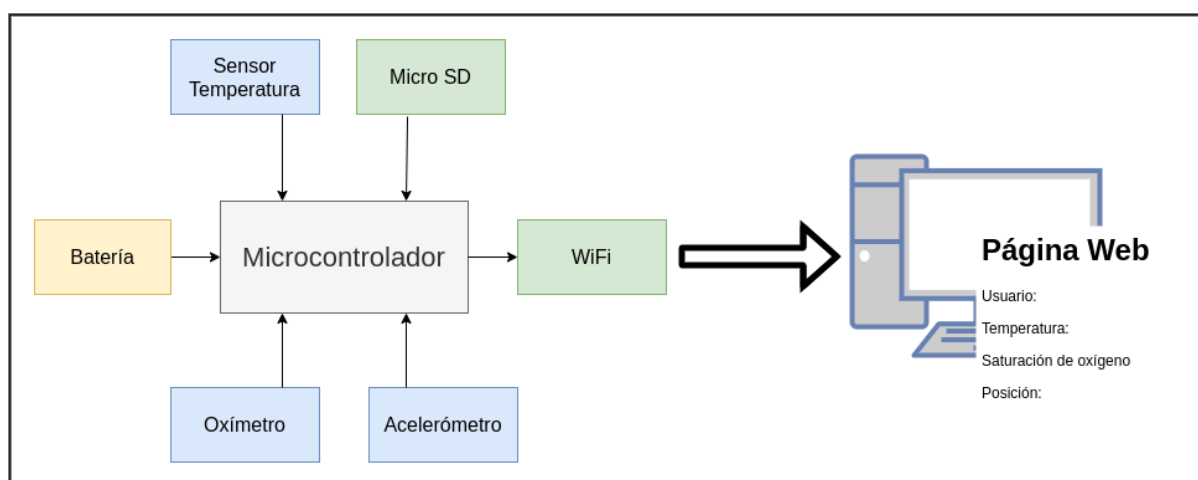 Sensor
Temperatura
Micro SD
Batería
Microcontrolador
WiFi
Oxímetro
Acelerómetro
Página Web
Usuario:
Temperatura:
Saturación de oxígeno
Posición: